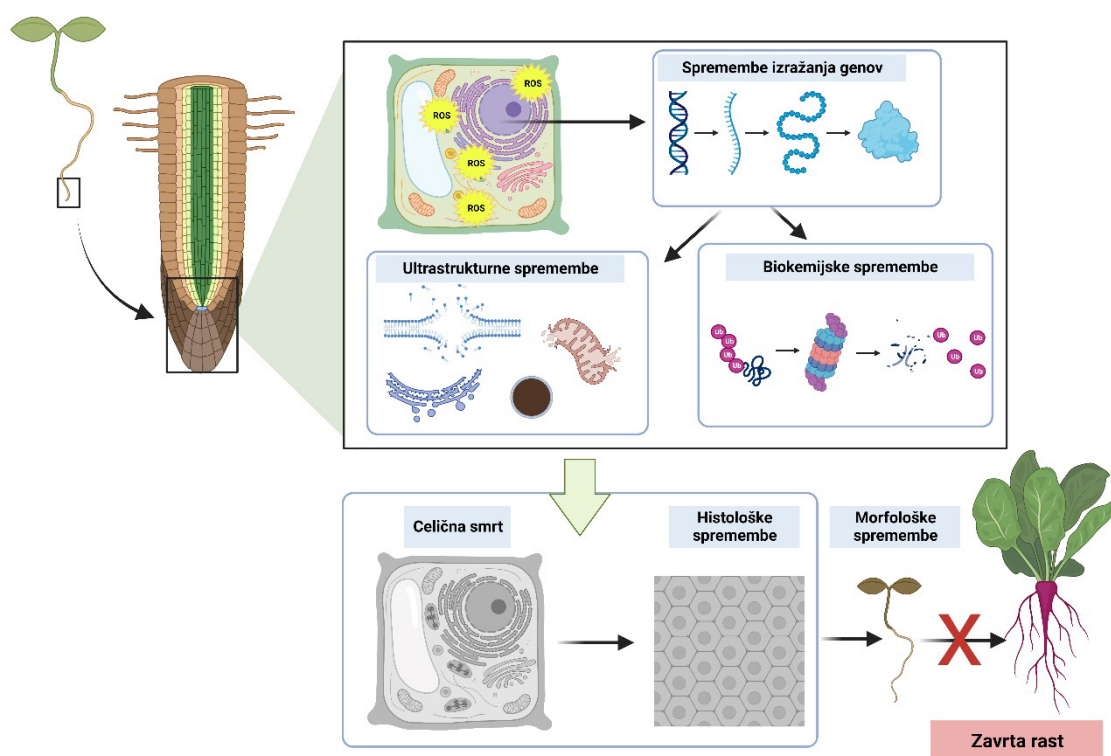 ROS
ROS
ROS
ROS
Spremembe izražanja genov
Ultrastrukturne spremembe
Biokemijske spremembe
Ub
Ub
Ub
Ub
Ub
Ub
Ub
Ub
Celična smrt
Histološke
spremembe
Morfološke
spremembe
X
Zavrta rast